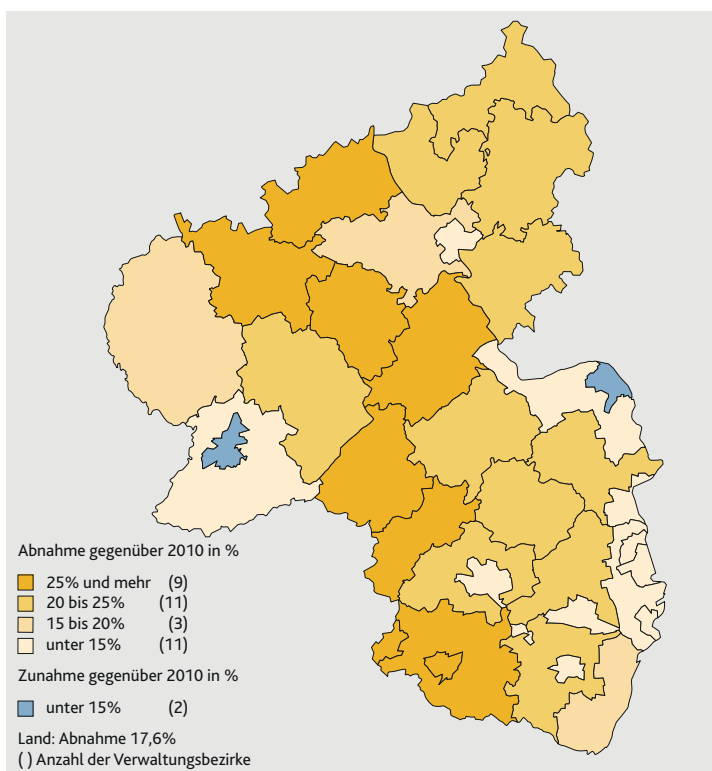 Abnahme gegenüber 2010 in %
25% und mehr (9)
20 bis 25% (11)
15 bis 20% (3)
unter 15% (11)
Zunahme gegenüber 2010 in %
unter 15% (2)
Land: Abnahme 17,6%
( ) Anzahl der Verwaltungsbezirke